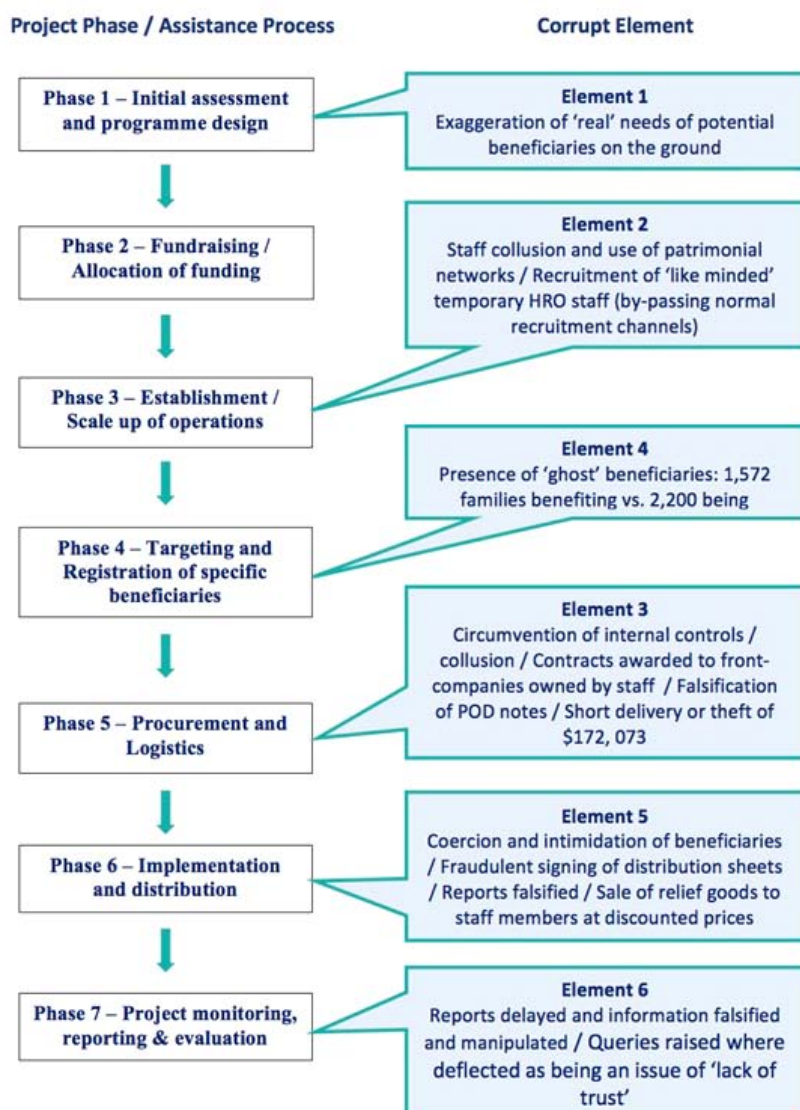 Project Phase / Assistance Process
Corrupt Element
Phase 1 – Initial assessment
and programme design
Element 1
Exaggeration of ‘real’ needs of potential
beneficiaries on the ground
Phase 2 – Fundraising /
Allocation of funding
Element 2
Staff collusion and use of patrimonial
networks / Recruitment of ‘like minded’
temporary HRO staff (by-passing normal
recruitment channels)
Phase 3 – Establishment /
Scale up of operations
Element 4
Presence of ‘ghost’ beneficiaries: 1,572
families benefiting vs. 2,200 being
Phase 4 – Targeting and
Registration of specific
beneficiaries
Element 3
Circumvention of internal controls /
collusion / Contracts awarded to front-
companies owned by staff / Falsification
of POD notes / Short delivery or theft of
$172, 073
Phase 5 – Procurement and
Logistics
Element 5
Coercion and intimidation of beneficiaries
/ Fraudulent signing of distribution sheets
/ Reports falsified / Sale of relief goods to
staff members at discounted prices
Phase 6 – Implementation
and distribution
Element 6
Reports delayed and information falsified
and manipulated / Queries raised where
deflected as being an issue of ‘lack of
trust’
Phase 7 – Project monitoring,
reporting & evaluation